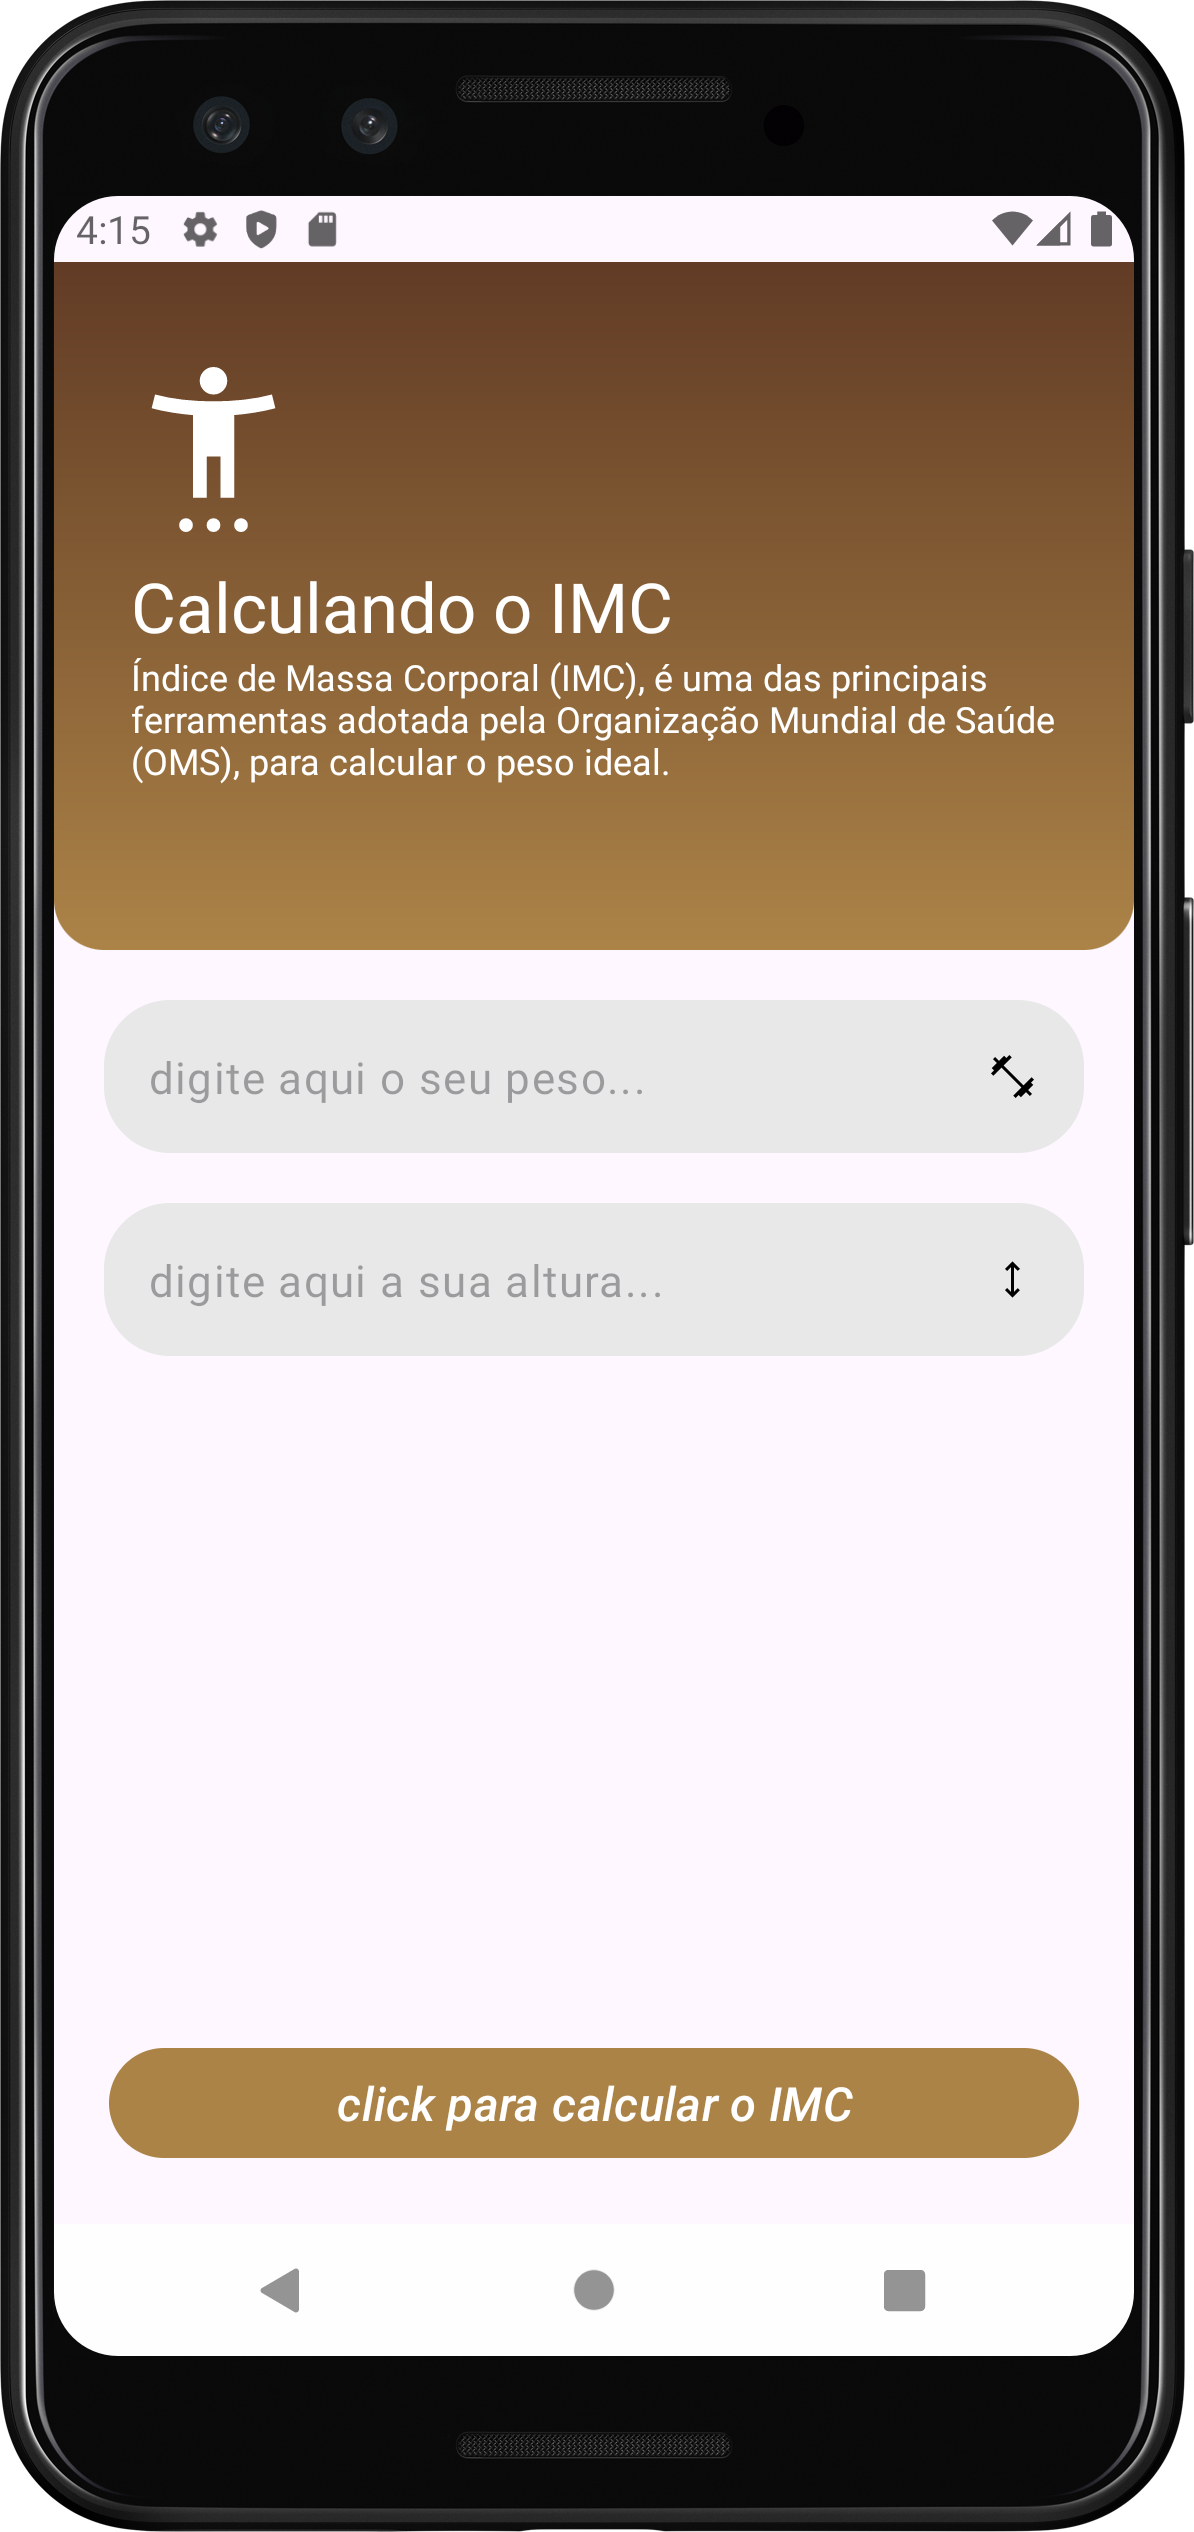 4:15
Calculando o IMC
Índice de Massa Corporal (IMC), é uma das principais
ferramentas adotada pela Organização Mundial de Saúde
(OMS), para calcular o peso ideal.
digite aqui o seu peso...
digite aqui a sua altura...
click para calcular o IMC